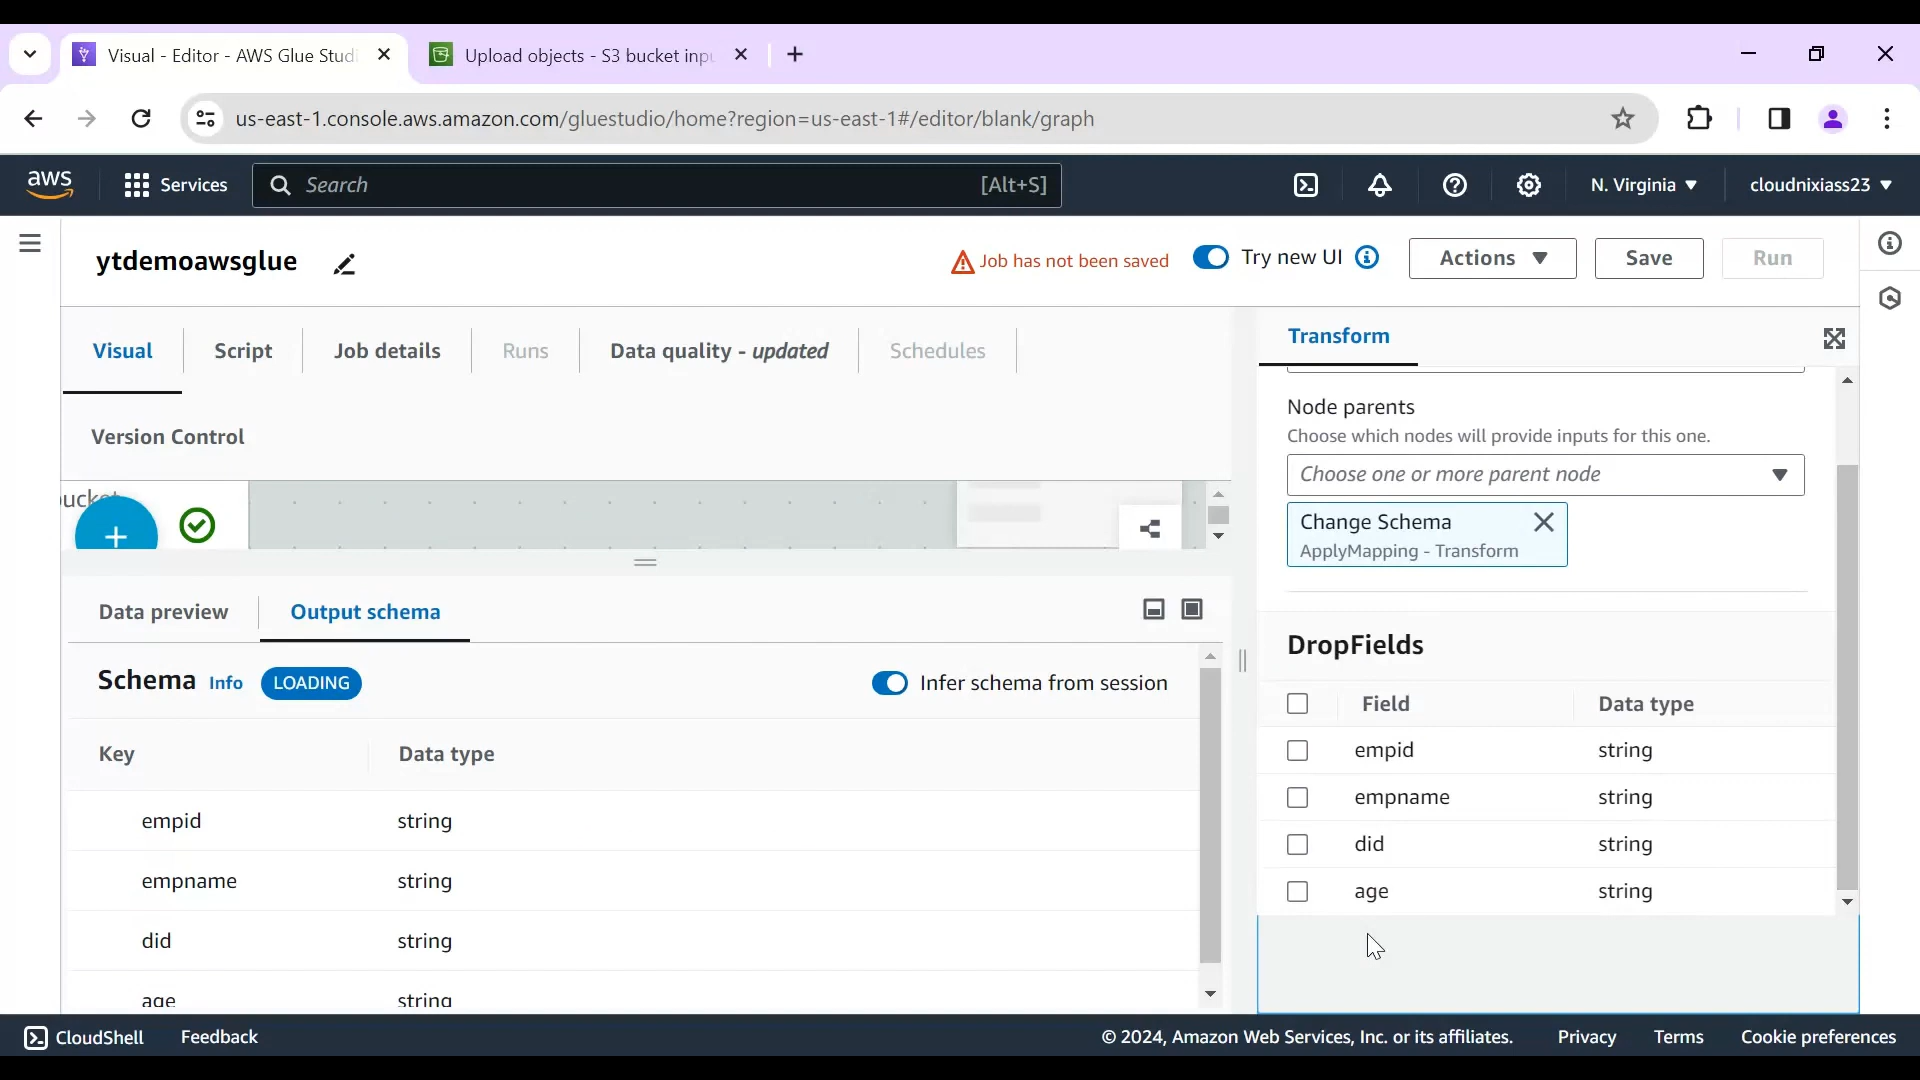 Visual - Editor - AWS Glue Stud
Upload objects - S3 bucket inpu
us-east-1.console.aws.amazon.com/gluestudio/home?region=us-east-1#/editor/blank/graph
aws
Services
Search
[Alt+S]
N. Virginia
cloudnixiass23
ytdemoawsglue
Job has not been saved
Try new UI
Actions
Save
Run
Visual
Script
Job details
Runs
Data quality - updated
Schedules
Version Control
Transform
Node parents
Choose which nodes will provide inputs for this one.
Choose one or more parent node
Change Schema
ApplyMapping - Transform
DropFields
Field Data type
empid string
empname string
did string
age string
Data preview
Output schema
Schema Info LOADING
Infer schema from session
Key Data type
empid string
empname string
did string
age string
CloudShell
Feedback
© 2024, Amazon Web Services, Inc. or its affiliates.
Privacy
Terms
Cookie preferences